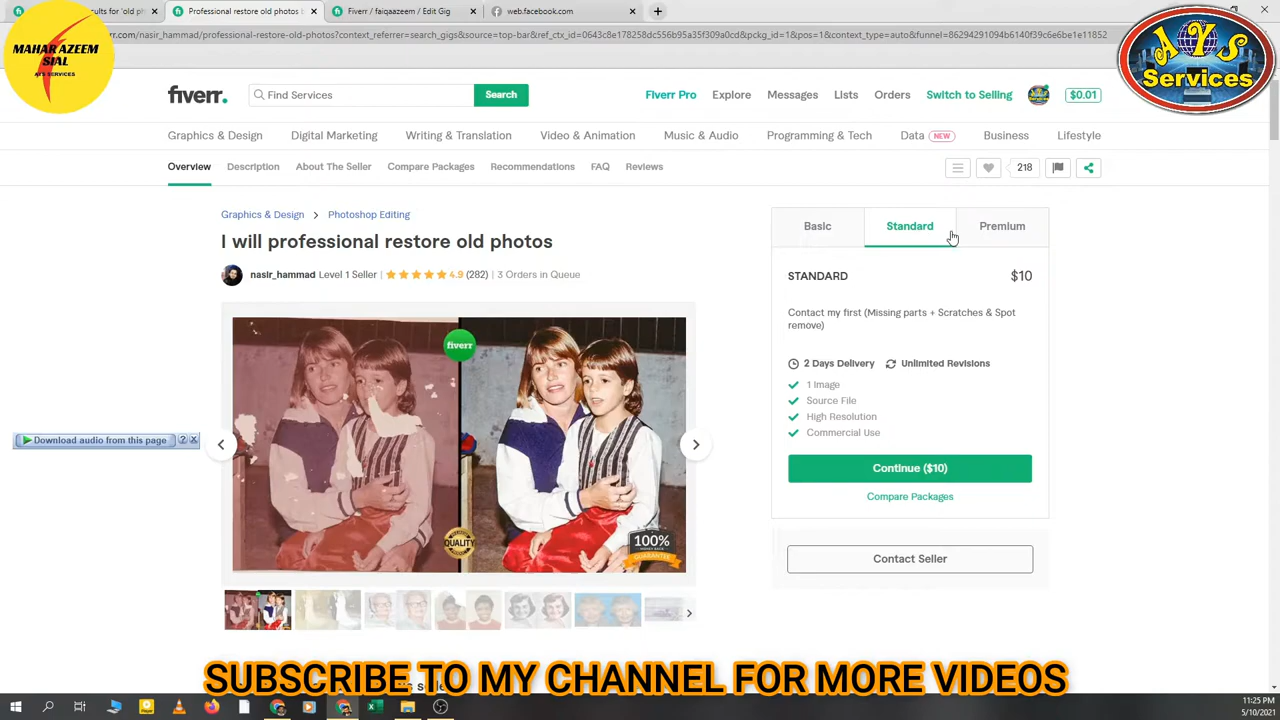 ults for 'old p
Professional restore old photos b
Fiverr / faiqazeem / Edit Gig
web.facebook.com
MAHAR AZEEM
SIAL
AYS SERVICES
AYS
Services
fiverr.
Find Services
Search
Fiverr Pro
Explore
Messages
Lists
Orders
Switch to Selling
$0.01
Graphics & Design
Digital Marketing
Writing & Translation
Video & Animation
Music & Audio
Programming & Tech
Data NEW
Business
Lifestyle
Overview
Description
About The Seller
Compare Packages
Recommendations
FAQ
Reviews
218
Graphics & Design > Photoshop Editing
I will professional restore old photos
nasir_hammad Level 1 Seller | 4.9 (282) | 3 Orders in Queue
fiverr
QUALITY
100%
Basic
Standard
Premium
STANDARD
$10
Contact my first (Missing parts + Scratches & Spot
remove)
2 Days Delivery
Unlimited Revisions
1 Image
Source File
High Resolution
Commercial Use
Continue ($10)
Compare Packages
Contact Seller
Download audio from this page
?
SUBSCRIBE TO MY CHANNEL FOR MORE VIDEOS
11:25 PM
5/10/2021